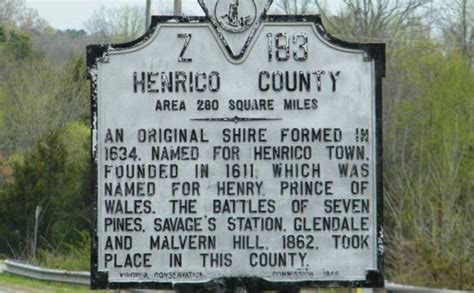 Z 193
HENRICO COUNTY
AREA 280 SQUARE MILES
AN ORIGINAL SHIRE FORMED IN
1634. NAMED FOR HENRICO TOWN,
FOUNDED IN 1611, WHICH WAS
NAMED FOR HENRY, PRINCE OF
WALES. THE BATTLES OF SEVEN
PINES, SAVAGE'S STATION, GLENDALE
AND MALVERN HILL, 1862, TOOK
PLACE IN THIS COUNTY.
VIRGINIA CONSERVATION COMMISSION 1948